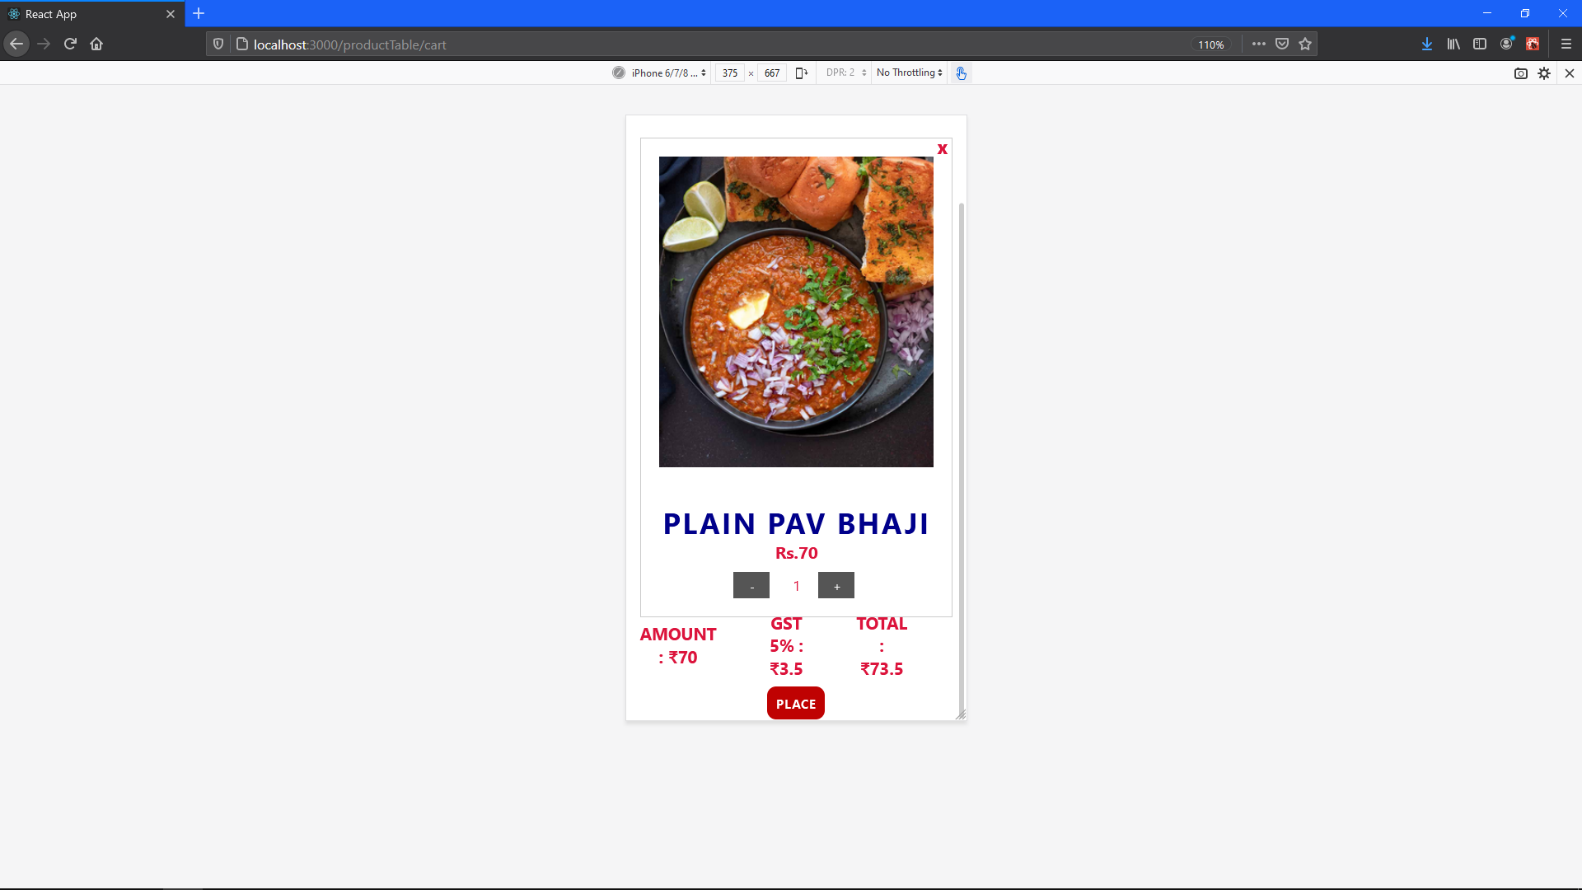 React App
localhost:3000/productTable/cart
110%
iPhone 6/7/8 ...
375 × 667
DPR: 2
No Throttling
x
PLAIN PAV BHAJI
Rs.70
- 1 +
AMOUNT
: ₹70
GST
5% :
₹3.5
TOTAL
:
₹73.5
PLACE